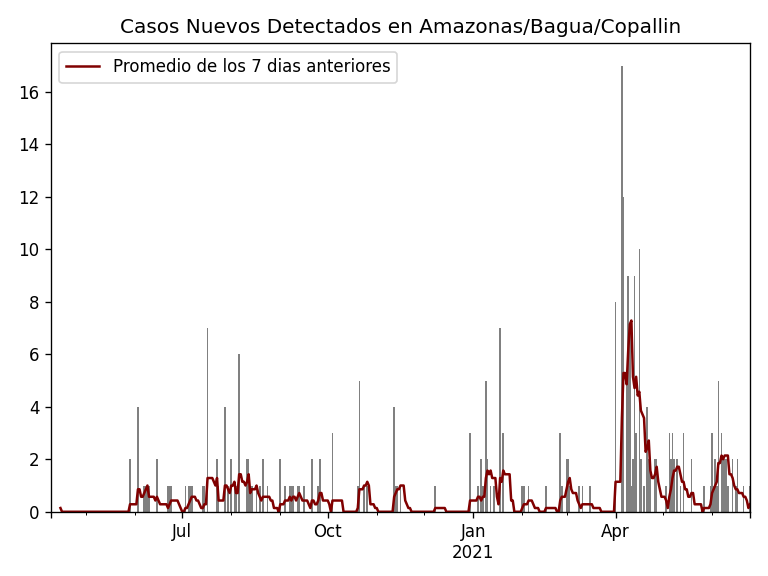 Casos Nuevos Detectados en Amazonas/Bagua/Copallin
Promedio de los 7 dias anteriores
16
14
12
10
8
6
4
2
0
Jul
Oct
Jan
2021
Apr